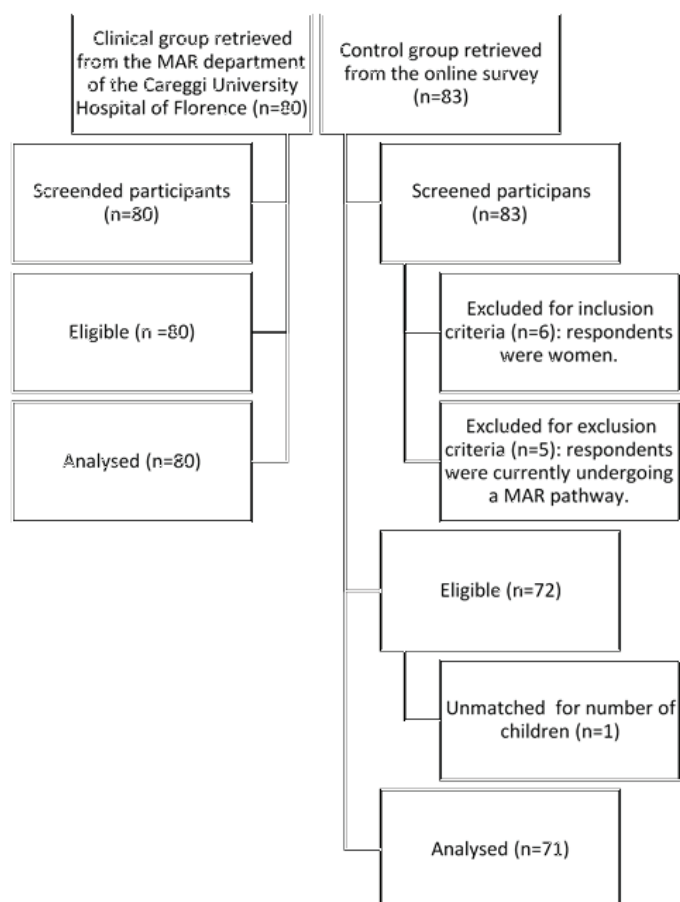 Clinical group retrieved
from the MAR department
of the Careggi University
Hospital of Florence (n=80)
Control group retrieved
from the online survey
(n=83)
Screended participants
(n=80)
Screened participans
(n=83)
Eligible (n =80)
Excluded for inclusion
criteria (n=6): respondents
were women.
Analysed (n=80)
Excluded for exclusion
criteria (n=5): respondents
were currently undergoing
a MAR pathway.
Eligible (n=72)
Unmatched for number of
children (n=1)
Analysed (n=71)